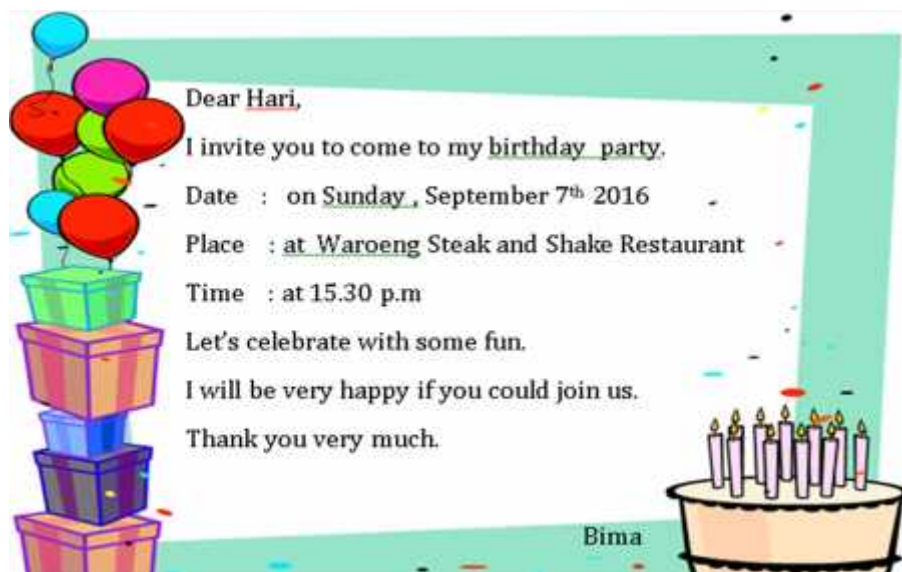 Dear Hari,
I invite you to come to my birthday party.
Date : on Sunday , September 7th 2016
Place : at Waroeng Steak and Shake Restaurant
Time : at 15.30 p.m
Let's celebrate with some fun.
I will be very happy if you could join us.
Thank you very much.
Bima